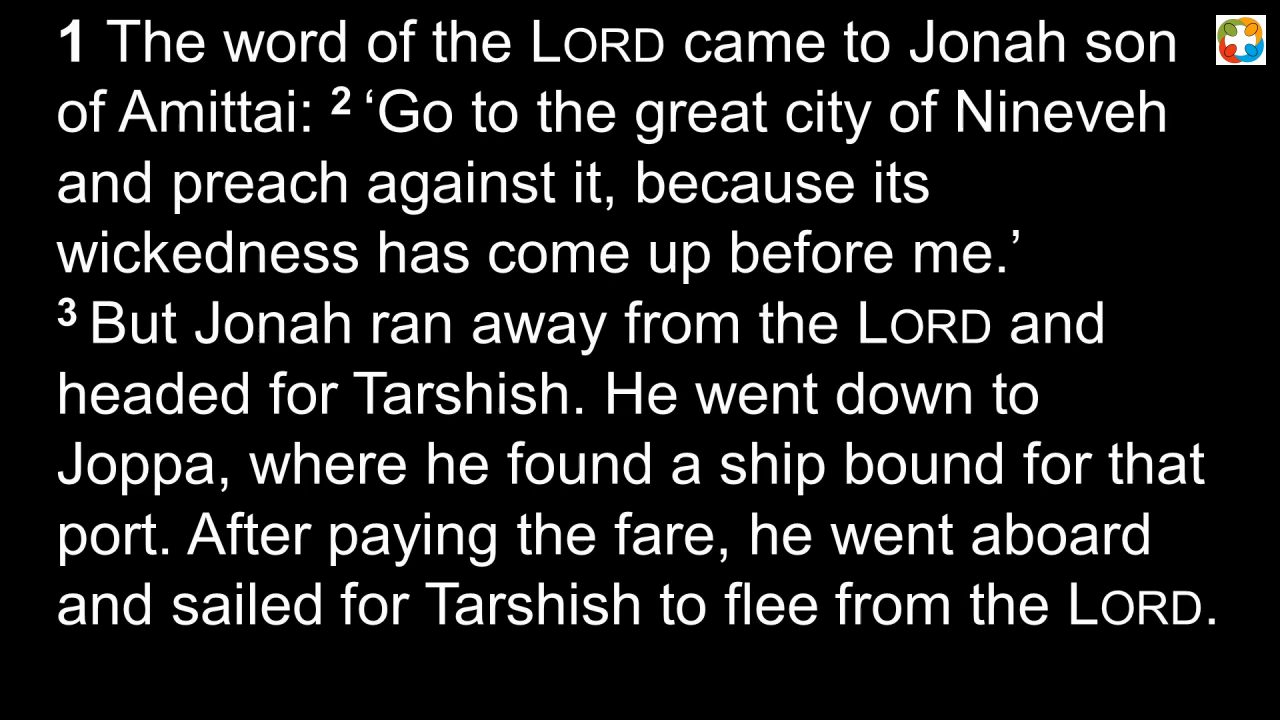 1 The word of the LORD came to Jonah son
of Amittai: 2 ‘Go to the great city of Nineveh
and preach against it, because its
wickedness has come up before me.’
3 But Jonah ran away from the LORD and
headed for Tarshish. He went down to
Joppa, where he found a ship bound for that
port. After paying the fare, he went aboard
and sailed for Tarshish to flee from the LORD.